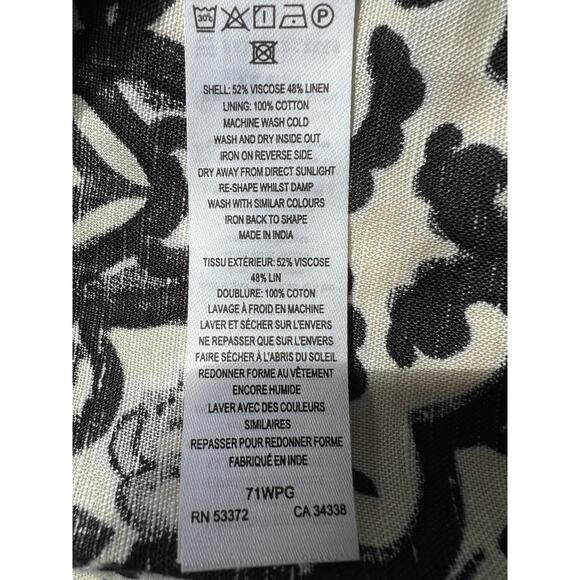 30°C P
SHELL: 52% VISCOSE 48% LINEN
LINING: 100% COTTON
MACHINE WASH COLD
WASH AND DRY INSIDE OUT
IRON ON REVERSE SIDE
DRY AWAY FROM DIRECT SUNLIGHT
RE-SHAPE WHILST DAMP
WASH WITH SIMILAR COLOURS
IRON BACK TO SHAPE
MADE IN INDIA
TISSU EXTÉRIEUR: 52% VISCOSE
48% LIN
DOUBLURE: 100% COTON
LAVAGE À FROID EN MACHINE
LAVER ET SÉCHER SUR L'ENVERS
NE REPASSER QUE SUR L'ENVERS
FAIRE SÉCHER À L'ABRIS DU SOLEIL
REDONNER FORME AU VÊTEMENT
ENCORE HUMIDE
LAVER AVEC DES COULEURS
SIMILAIRES
REPASSER POUR REDONNER FORME
FABRIQUÉ EN INDE
71WPG
RN 53372 CA 34338